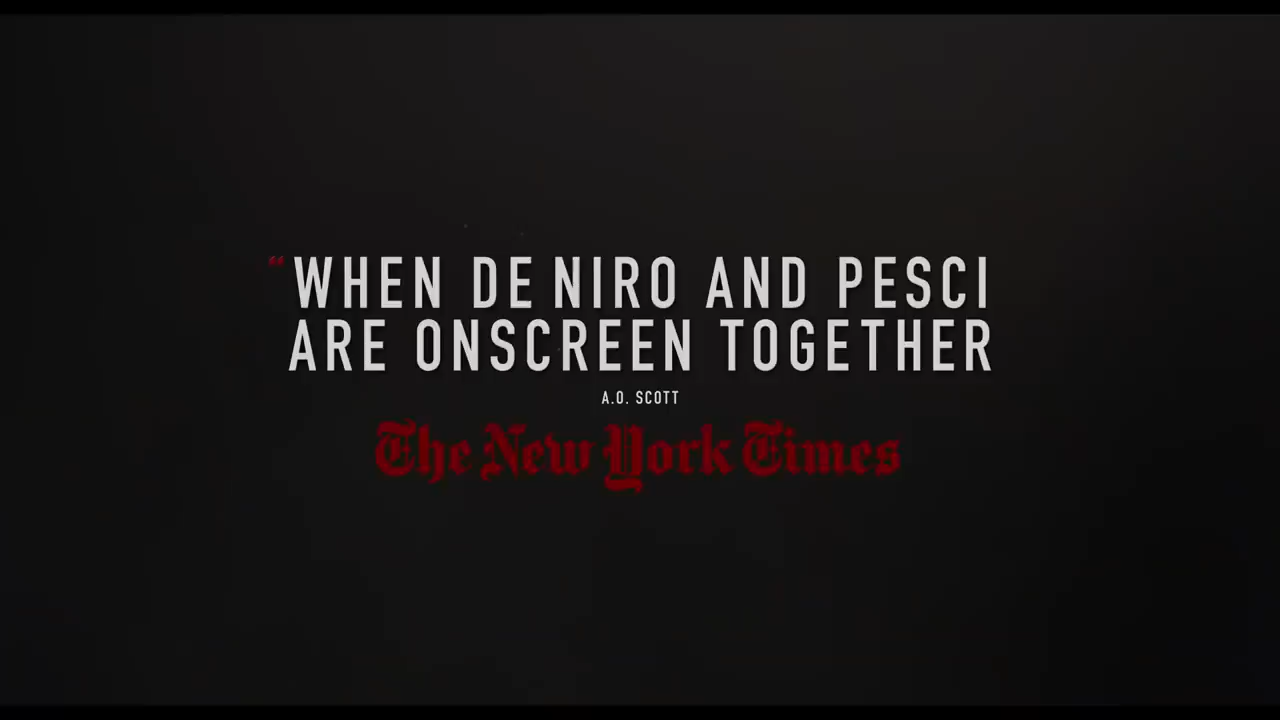 “WHEN DE NIRO AND PESCI
ARE ONSCREEN TOGETHER
A.O. SCOTT
The New York Times